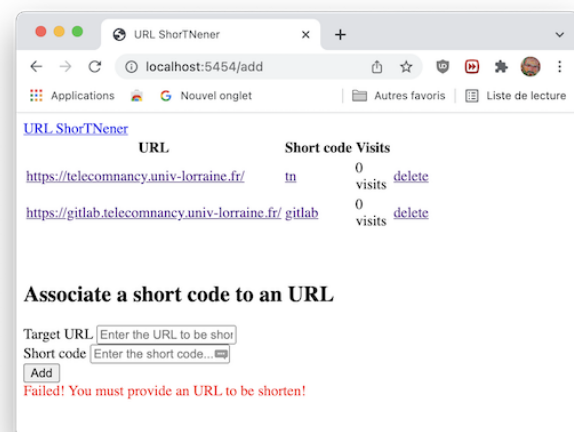 URL ShorTNener
localhost:5454/add
Applications
Nouvel onglet
Autres favoris
Liste de lecture
URL ShorTNener
URL Short code Visits
https://telecomnancy.univ-lorraine.fr/ tn 0 visits delete
https://gitlab.telecomnancy.univ-lorraine.fr/ gitlab 0 visits delete
Associate a short code to an URL
Target URL Enter the URL to be shor
Short code Enter the short code...
Add
Failed! You must provide an URL to be shorten!